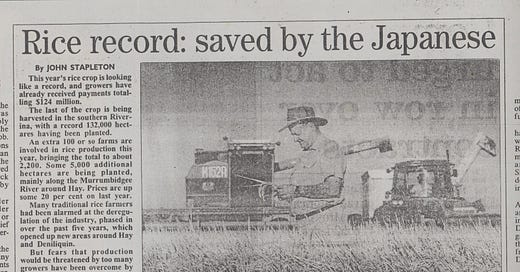 Rice record: saved by the Japanese
By JOHN STAPLETON
This year's rice crop is looking
like a record, and growers have
already received payments total-
ling $124 million.
The last of the crop is being
harvested in the southern River-
ina, with a record 132,000 hect-
ares having been planted.
An extra 100 or so farms are
involved in rice production this
year, bringing the total to about
2,200. Some 5,000 additional
hectares are being planted,
mainly along the Murrumbidgee
River around Hay. Prices are up
some 20 per cent on last year.
Many traditional rice farmers
had been alarmed at the deregu-
lation of the industry, phased in
over the past five years, which
opened up new areas around Hay
and Deniliquin.
But fears that production
would be threatened by too many
growers have been overcome by